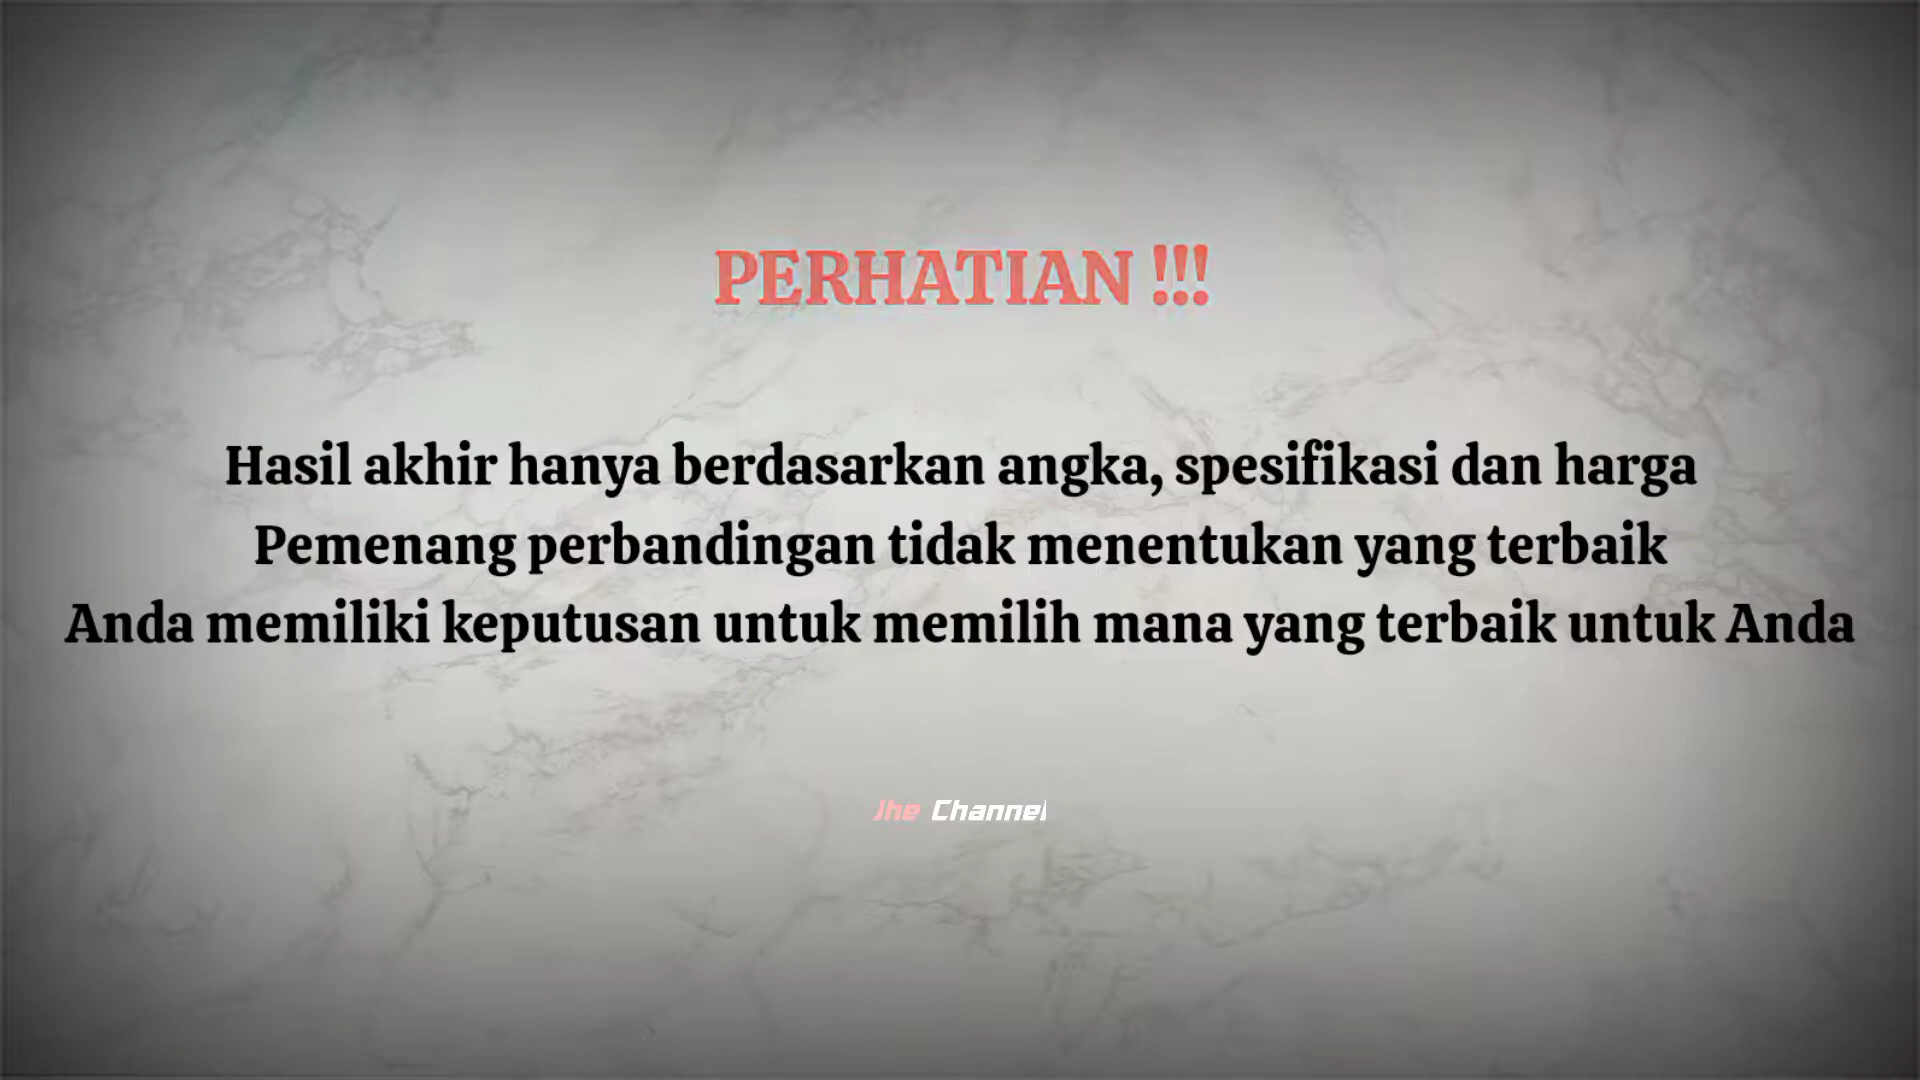 PERHATIAN !!!
Hasil akhir hanya berdasarkan angka, spesifikasi dan harga
Pemenang perbandingan tidak menentukan yang terbaik
Anda memiliki keputusan untuk memilih mana yang terbaik untuk Anda
Jhe Channel